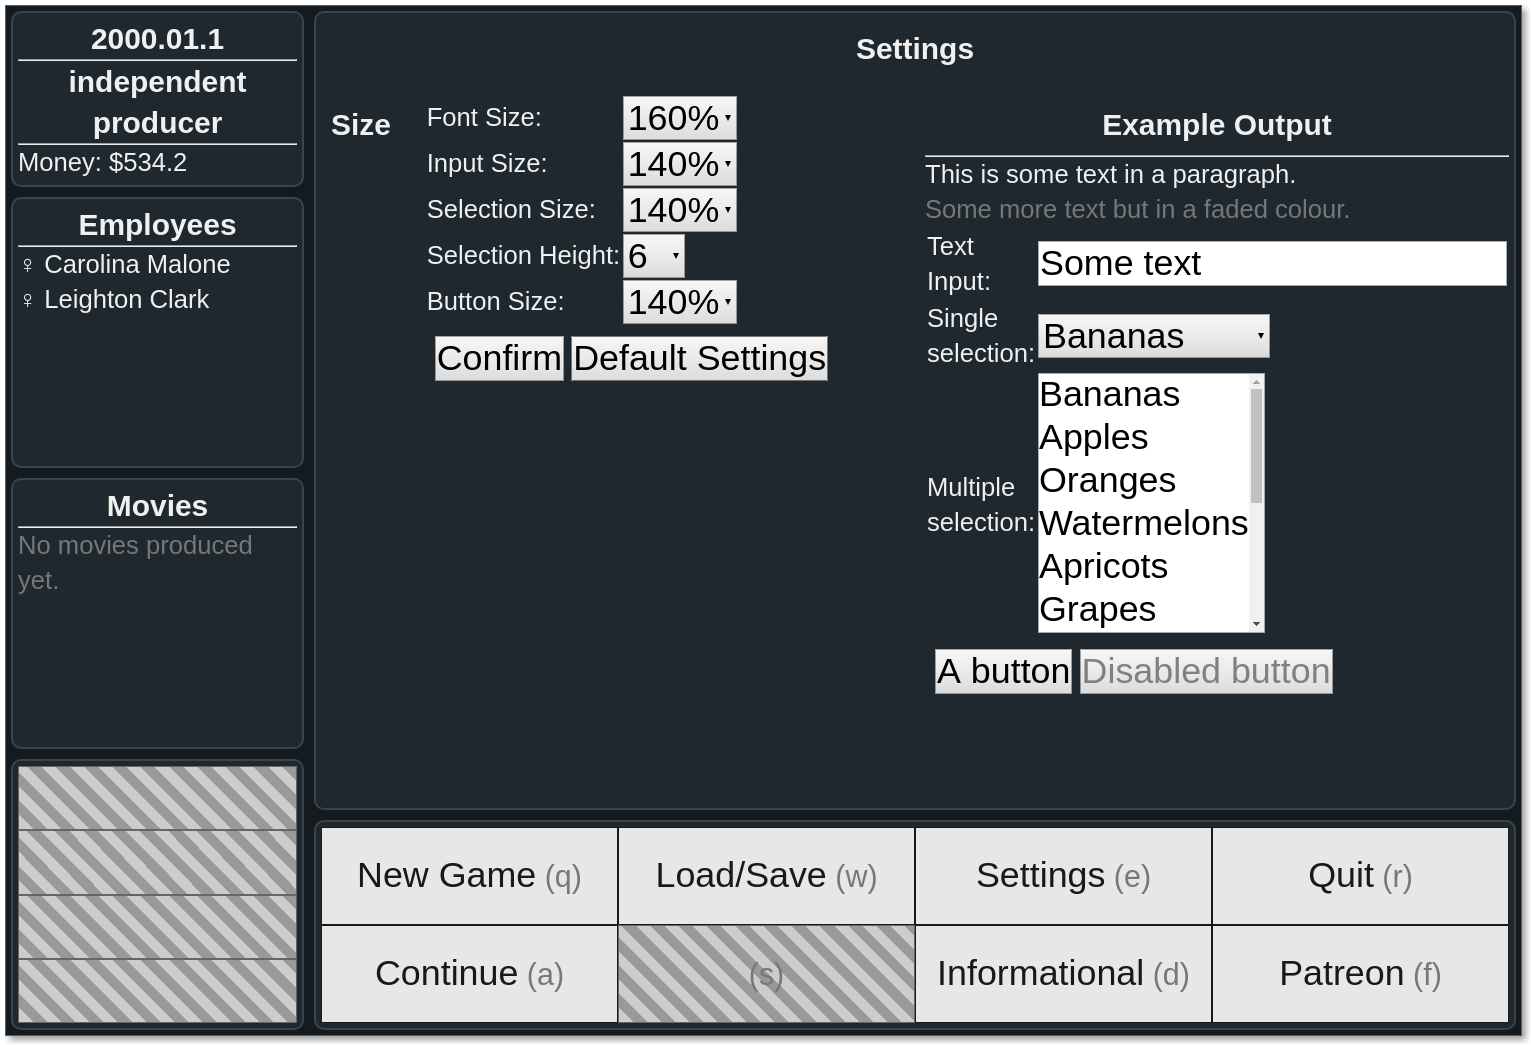 2000.01.1
independent
producer
Money: $534.2
Employees
♀ Carolina Malone
♀ Leighton Clark
Movies
No movies produced
yet.
Settings
Size
Font Size: 160%
Input Size: 140%
Selection Size: 140%
Selection Height: 6
Button Size: 140%
Confirm Default Settings
Example Output
This is some text in a paragraph.
Some more text but in a faded colour.
Text
Input:
Some text
Single
selection:
Bananas
Multiple
selection:
Bananas
Apples
Oranges
Watermelons
Apricots
Grapes
A button Disabled button
New Game (q) Load/Save (w) Settings (e) Quit (r)
Continue (a) (s) Informational (d) Patreon (f)